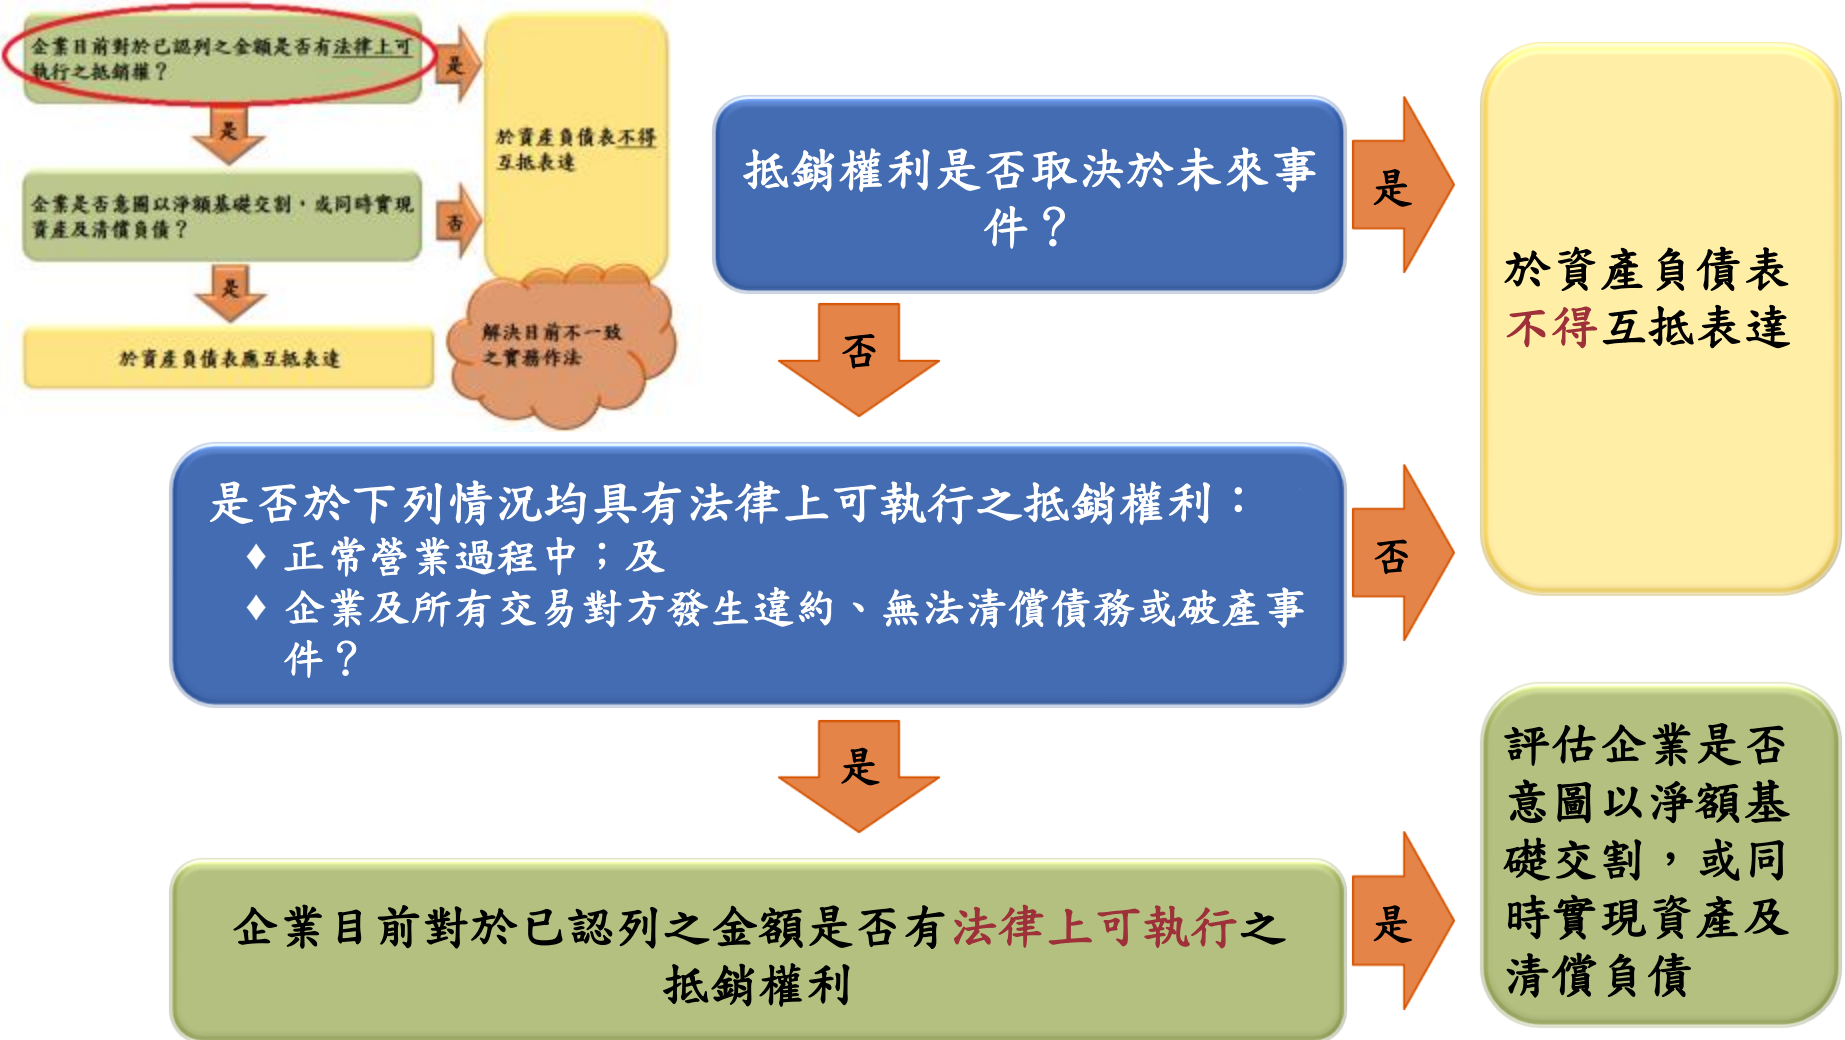 企業目前對於已認列之金額是否有法律上可
執行之抵銷權？
是
是
企業是否意圖以淨額基礎交割，或同時實現
資產及清償負債？
否
是
於資產負債表應互抵表達
於資產負債表不得
互抵表達
解決目前不一致
之實務作法
抵銷權利是否取決於未來事
件？
是
否
於資產負債表
不得互抵表達
是否於下列情況均具有法律上可執行之抵銷權利：
♦ 正常營業過程中；及
♦ 企業及所有交易對方發生違約、無法清償債務或破產事
件？
否
是
企業目前對於已認列之金額是否有法律上可執行之
抵銷權利
是
評估企業是否
意圖以淨額基
礎交割，或同
時實現資產及
清償負債